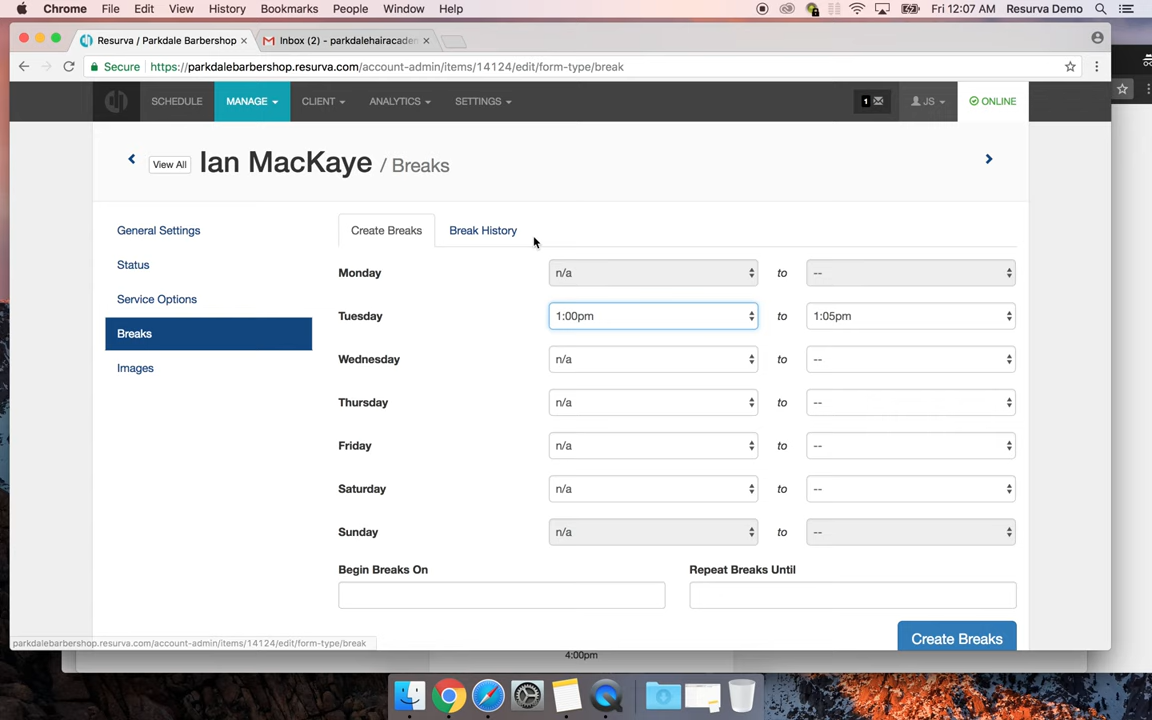 Chrome File Edit View History Bookmarks People Window Help Fri 12:07 AM Resurva Demo
Resurva / Parkdale Barbershop × Inbox (2) - parkdalehairacader ×
Secure https://parkdalebarbershop.resurva.com/account-admin/items/14124/edit/form-type/break
SCHEDULE MANAGE CLIENT ANALYTICS SETTINGS 1 JS ONLINE
View All Ian MacKaye / Breaks
General Settings
Status
Service Options
Breaks
Images
Create Breaks Break History
Monday n/a to --
Tuesday 1:00pm to 1:05pm
Wednesday n/a to --
Thursday n/a to --
Friday n/a to --
Saturday n/a to --
Sunday n/a to --
Begin Breaks On Repeat Breaks Until
Create Breaks
parkdalebarbershop.resurva.com/account-admin/items/14124/edit/form-type/break
4:00pm